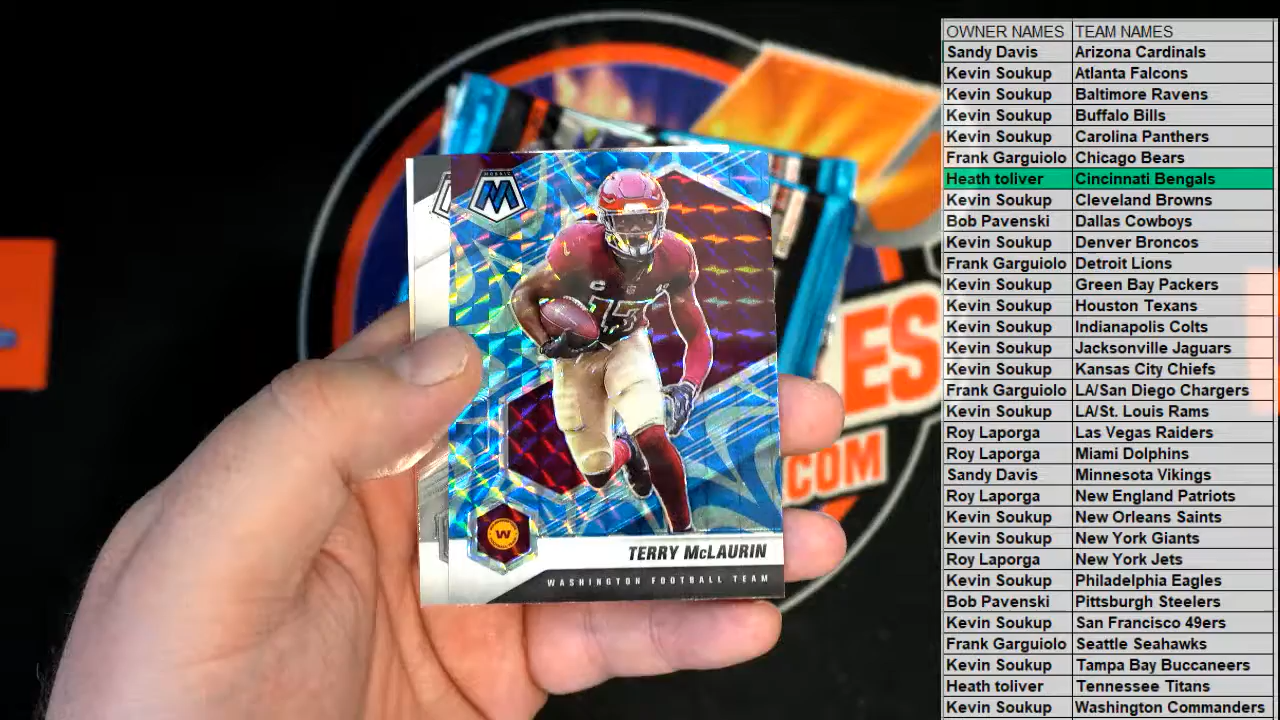 MOSAIC
M
C
17
W
TERRY McLAURIN
WASHINGTON FOOTBALL TEAM
ES
.COM
OWNER NAMES TEAM NAMES
Sandy Davis Arizona Cardinals
Kevin Soukup Atlanta Falcons
Kevin Soukup Baltimore Ravens
Kevin Soukup Buffalo Bills
Kevin Soukup Carolina Panthers
Frank Garguiolo Chicago Bears
Heath toliver Cincinnati Bengals
Kevin Soukup Cleveland Browns
Bob Pavenski Dallas Cowboys
Kevin Soukup Denver Broncos
Frank Garguiolo Detroit Lions
Kevin Soukup Green Bay Packers
Kevin Soukup Houston Texans
Kevin Soukup Indianapolis Colts
Kevin Soukup Jacksonville Jaguars
Kevin Soukup Kansas City Chiefs
Frank Garguiolo LA/San Diego Chargers
Kevin Soukup LA/St. Louis Rams
Roy Laporga Las Vegas Raiders
Roy Laporga Miami Dolphins
Sandy Davis Minnesota Vikings
Roy Laporga New England Patriots
Kevin Soukup New Orleans Saints
Kevin Soukup New York Giants
Roy Laporga New York Jets
Kevin Soukup Philadelphia Eagles
Bob Pavenski Pittsburgh Steelers
Kevin Soukup San Francisco 49ers
Frank Garguiolo Seattle Seahawks
Kevin Soukup Tampa Bay Buccaneers
Heath toliver Tennessee Titans
Kevin Soukup Washington Commanders